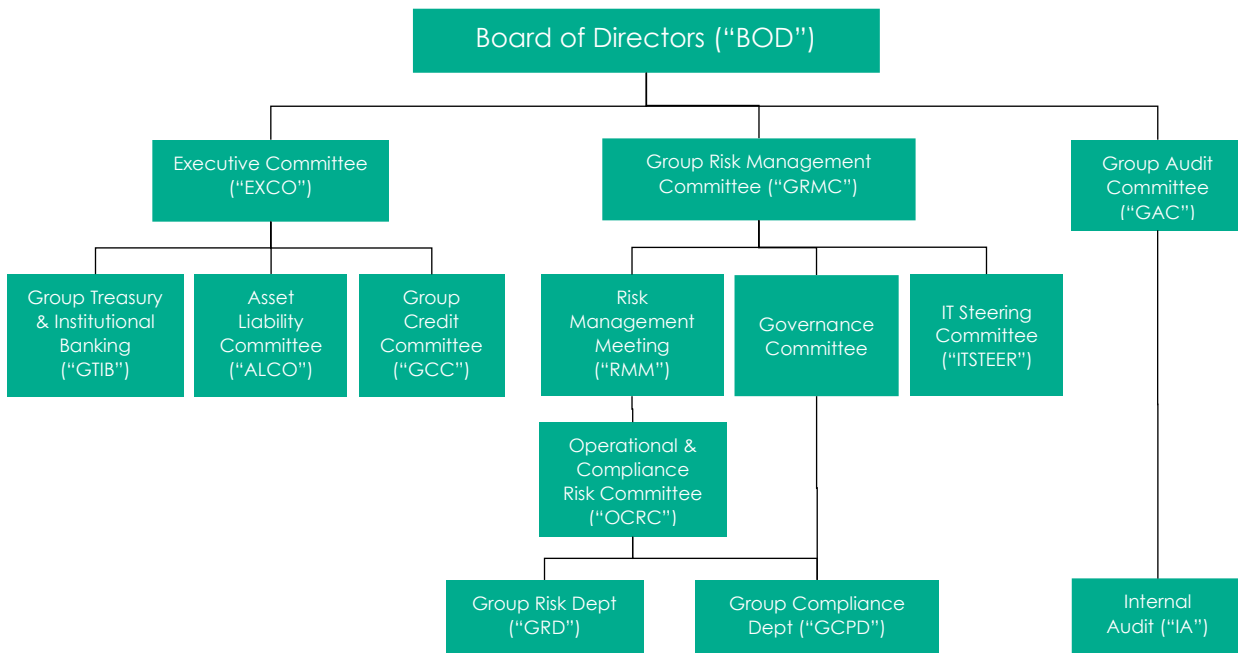 Board of Directors (“BOD”)
Executive Committee
(“EXCO”)
Group Risk Management
Committee (“GRMC”)
Group Audit
Committee
(“GAC”)
Group Treasury
& Institutional
Banking
(“GTIB”)
Asset
Liability
Committee
(“ALCO”)
Group
Credit
Committee
(“GCC”)
Risk
Management
Meeting
(“RMM”)
Governance
Committee
IT Steering
Committee
(“ITSTEER”)
Operational &
Compliance
Risk Committee
(“OCRC”)
Group Risk Dept
(“GRD”)
Group Compliance
Dept (“GCPD”)
Internal
Audit (“IA”)